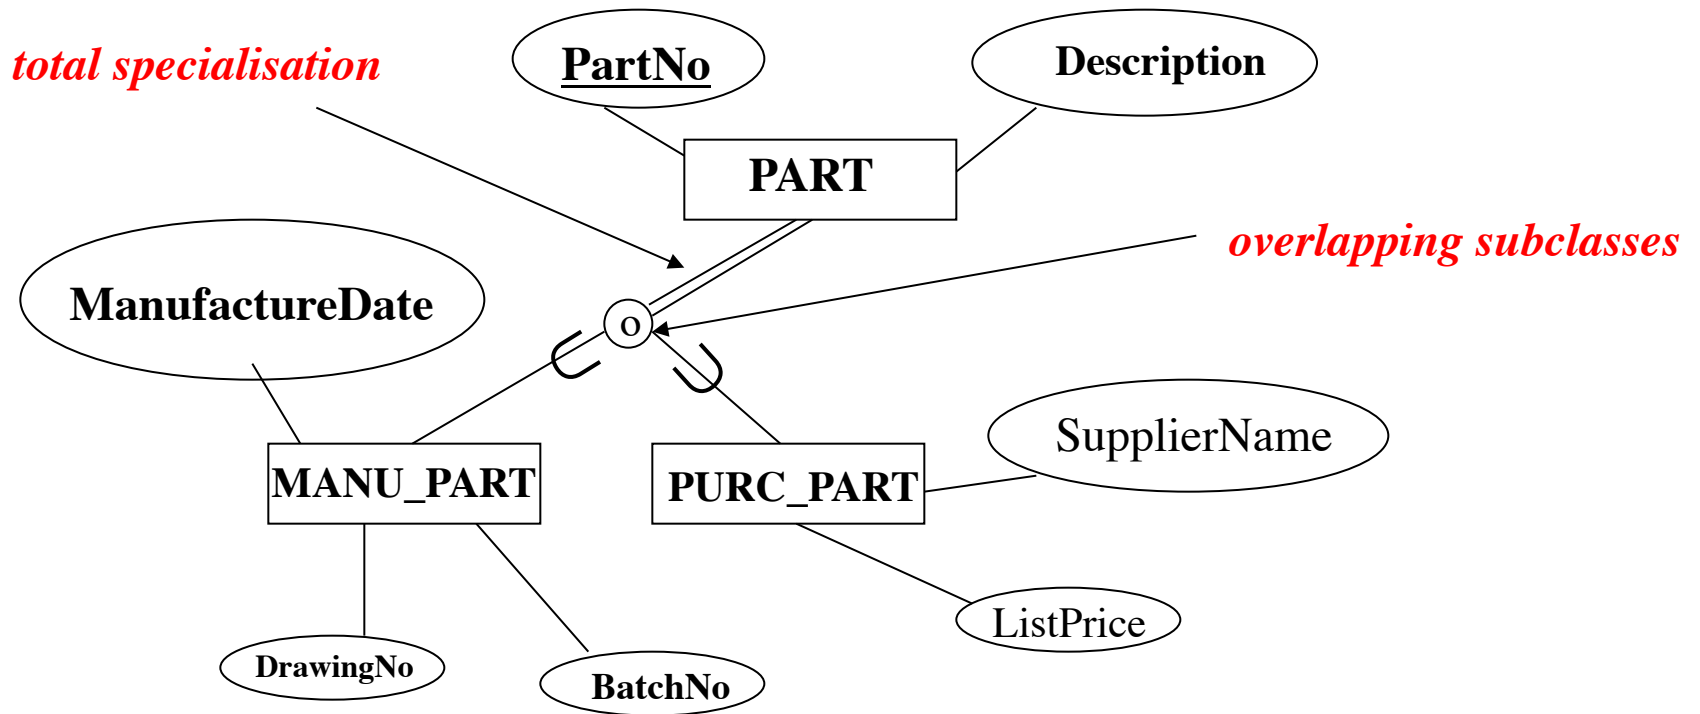 total specialisation
PartNo
Description
PART
overlapping subclasses
ManufactureDate
o
SupplierName
MANU_PART
PURC_PART
ListPrice
DrawingNo
BatchNo